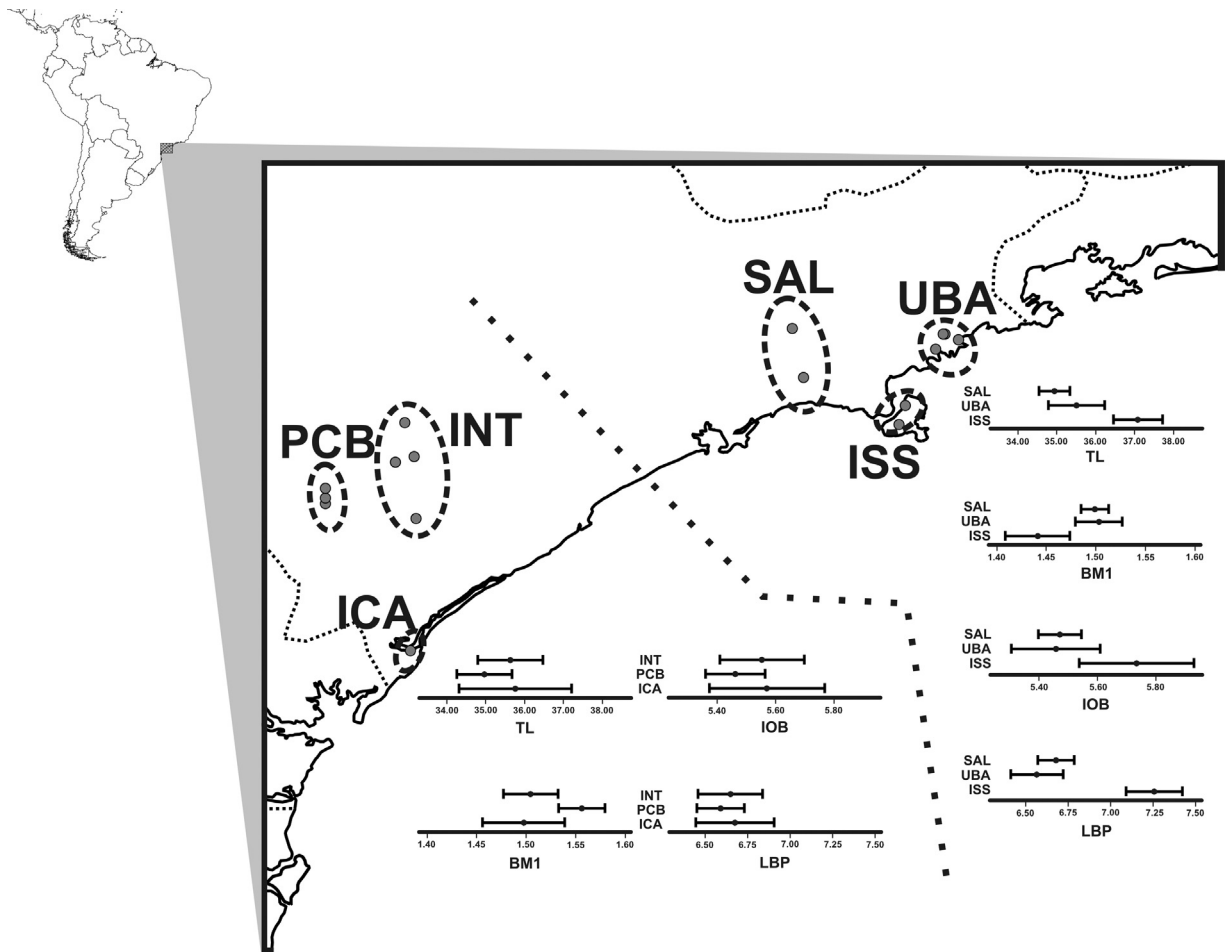 SAL
UBA
PCB
INT
ISS
ICA
SAL
UBA
ISS
34.00 35.00 36.00 37.00 38.00
TL
SAL
UBA
ISS
1.40 1.45 1.50 1.55 1.60
BM1
SAL
UBA
ISS
5.40 5.60 5.80
IOB
SAL
UBA
ISS
6.50 6.75 7.00 7.25 7.50
LBP
34.00 35.00 36.00 37.00 38.00
TL
INT
PCB
ICA
5.40 5.60 5.80
IOB
1.40 1.45 1.50 1.55 1.60
BM1
INT
PCB
ICA
6.50 6.75 7.00 7.25 7.50
LBP